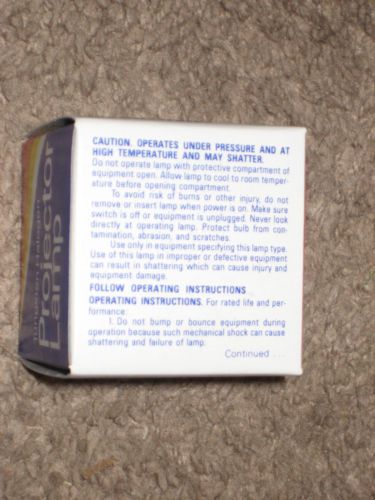 CAUTION. OPERATES UNDER PRESSURE AND AT
HIGH TEMPERATURE AND MAY SHATTER.
Do not operate lamp with protective compartment of
equipment open. Allow lamp to cool to room temper-
ature before opening compartment.
To avoid risk of burns or other injury, do not
remove or insert lamp when power is on. Make sure
switch is off or equipment is unplugged. Never look
directly at operating lamp. Protect bulb from con-
tamination, abrasion, and scratches.
Use only in equipment specifying this lamp type.
Use of this lamp in improper or defective equipment
can result in shattering which can cause injury and
equipment damage.
FOLLOW OPERATING INSTRUCTIONS
OPERATING INSTRUCTIONS. For rated life and per-
formance:
1. Do not bump or bounce equipment during
operation because such mechanical shock can cause
shattering and failure of lamp.
Continued ...
Tungsten Halogen
Projector
Lamp